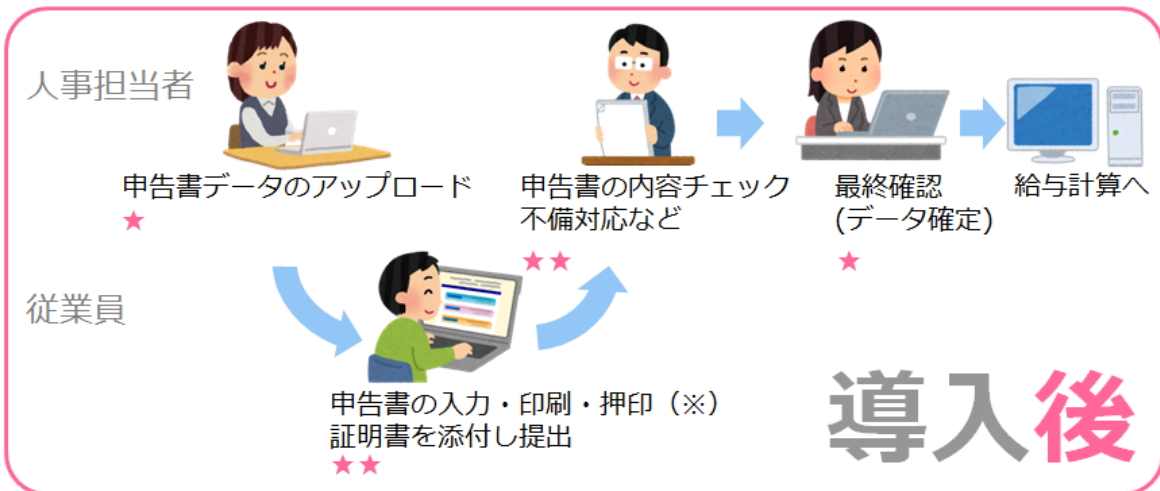 人事担当者
申告書データのアップロード
★
申告書の内容チェック
不備対応など
★★
最終確認
(データ確定)
★
給与計算へ
従業員
申告書の入力・印刷・押印（※）
証明書を添付し提出
★★
導入後